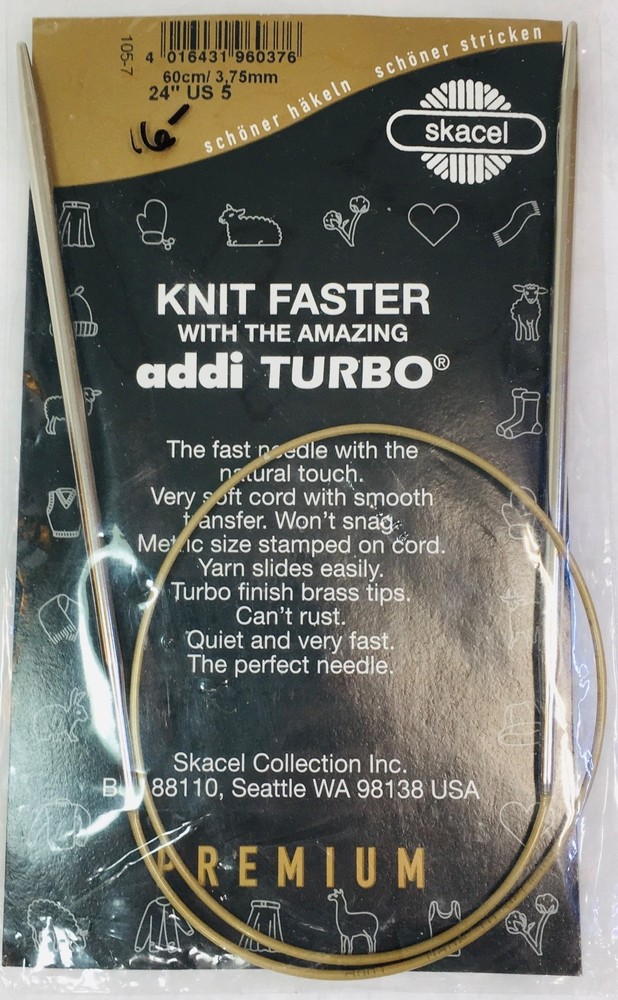 105-7
4 016431 960376
60cm/ 3,75mm
24" US 5
16-
schöner häkeln schöner stricken
skacel
KNIT FASTER
WITH THE AMAZING
addi TURBO®
The fast needle with the
natural touch.
Very soft cord with smooth
transfer. Won't snag.
Metric size stamped on cord.
Yarn slides easily.
Turbo finish brass tips.
Can't rust.
Quiet and very fast.
The perfect needle.
Skacel Collection Inc.
88110, Seattle WA 98138 USA
PREMIUM